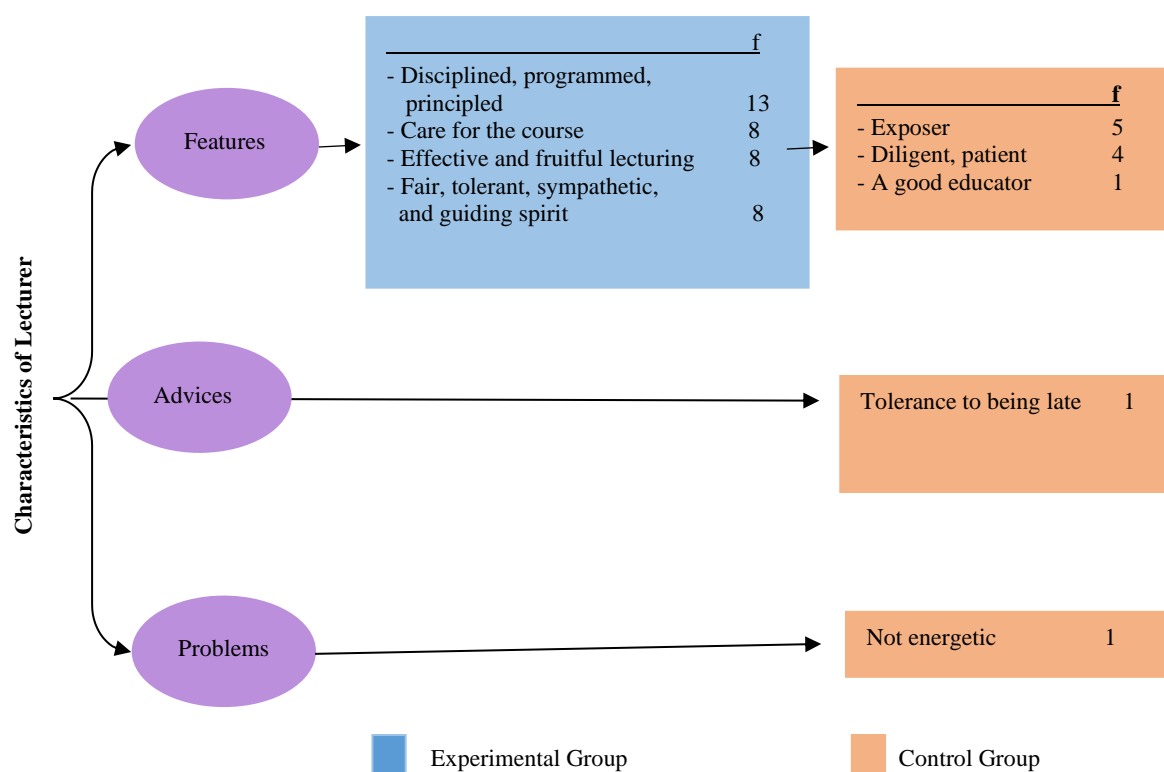 Characteristics of Lecturer
Features
f
- Disciplined, programmed,
programmed, principled 13
- Care for the course 8
- Effective and fruitful lecturing 8
- Fair, tolerant, sympathetic,
and guiding spirit 8
f
- Exposer 5
- Diligent, patient 4
- A good educator 1
Advices
Tolerance to being late 1
Problems
Not energetic 1
Experimental Group
Control Group